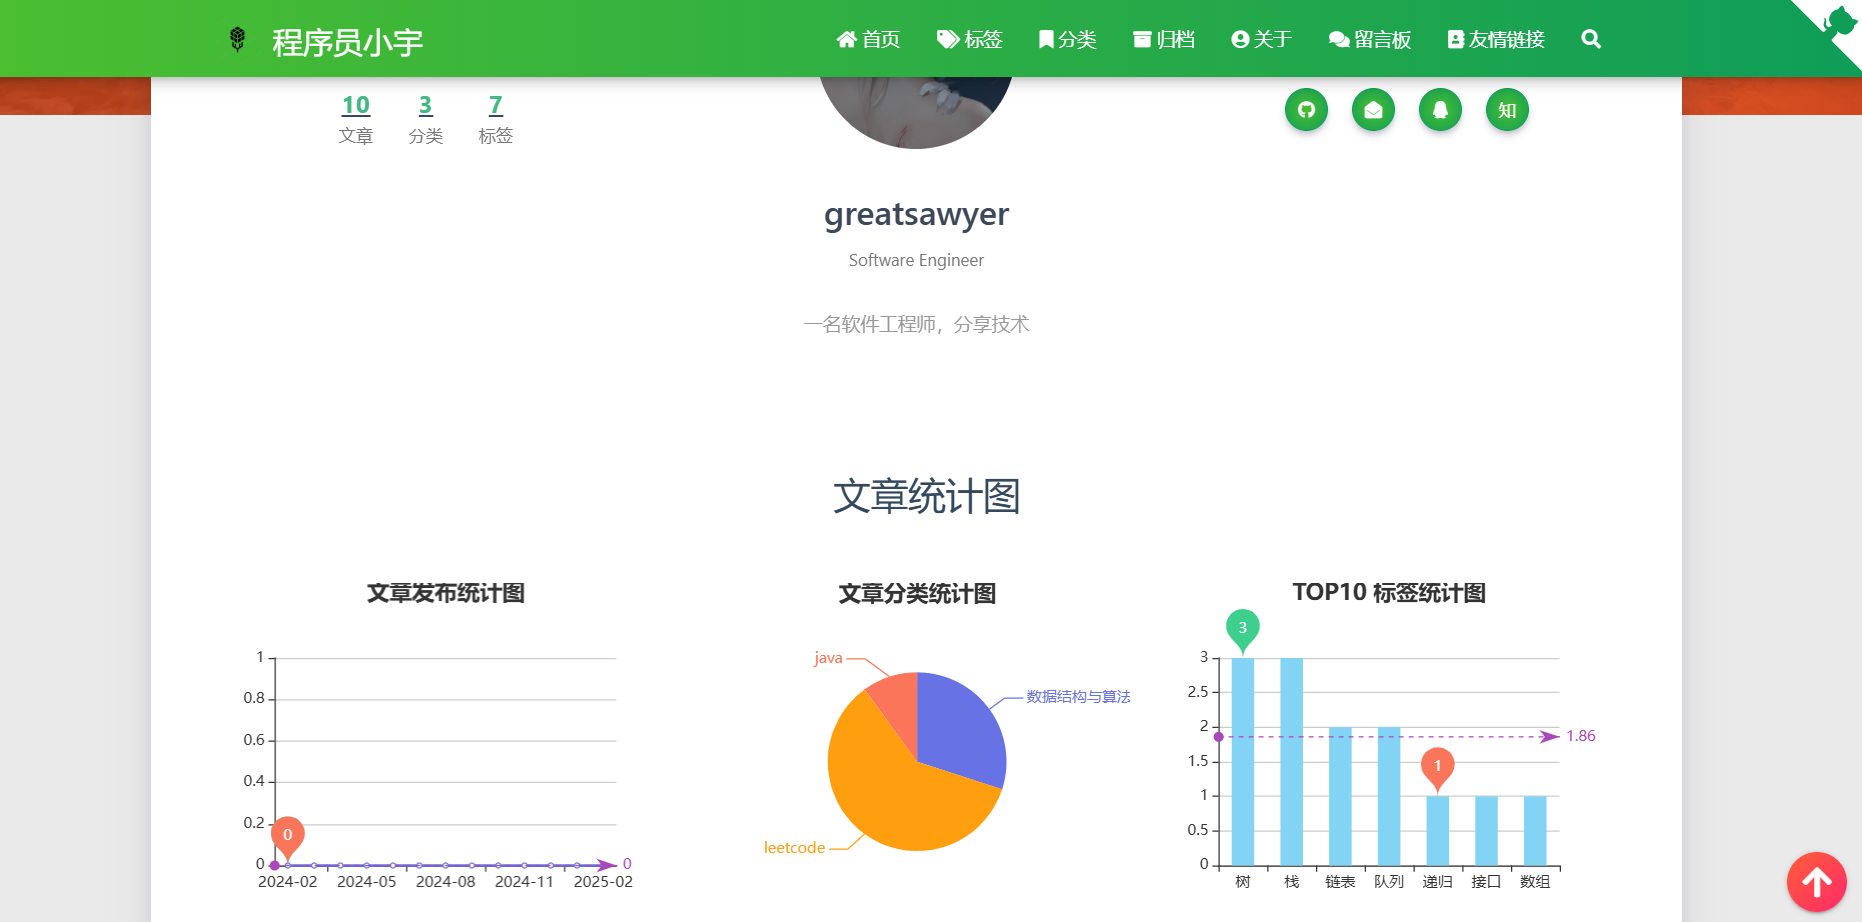 程序员小宇
首页 标签 分类 归档 关于 留言板 友情链接
10 3 7
文章 分类 标签
知
greatsawyer
Software Engineer
一名软件工程师，分享技术
文章统计图
文章发布统计图
1
0.8
0.6
0.4
0.2
0
0
0
2024-02 2024-05 2024-08 2024-11 2025-02
文章分类统计图
java
数据结构与算法
leetcode
TOP10 标签统计图
3
3
2.5
2
1.86
1.5
1
1
0.5
0
树 栈 链表 队列 递归 接口 数组